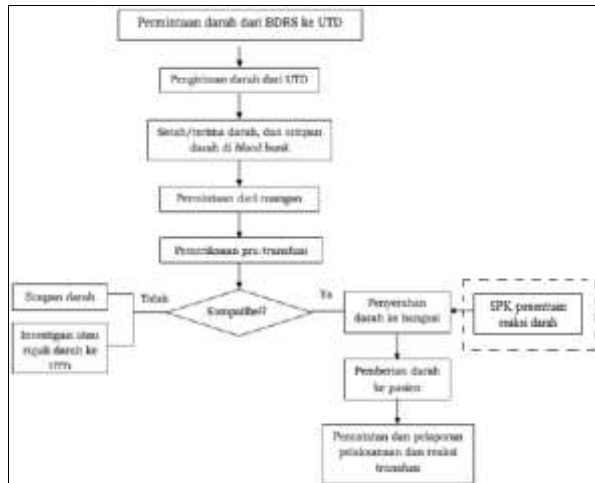 Permintaan darah dari BDRS ke UTD
Pengiriman darah dari UTD
Serah/terima darah, dan simpan
darah di blood bank
Permintaan dari ruangan
Pemeriksaan pra-transfusi
Simpan darah
Tidak
Kompatibel?
Ya
Penyerahan
darah ke
SPK penentuan
reaksi darah
Investigasi atau
rujuk darah ke
Pemberian darah
ke pasien
Pencatatan dan pelaporan
pelaksanaan dan reaksi
transfusi